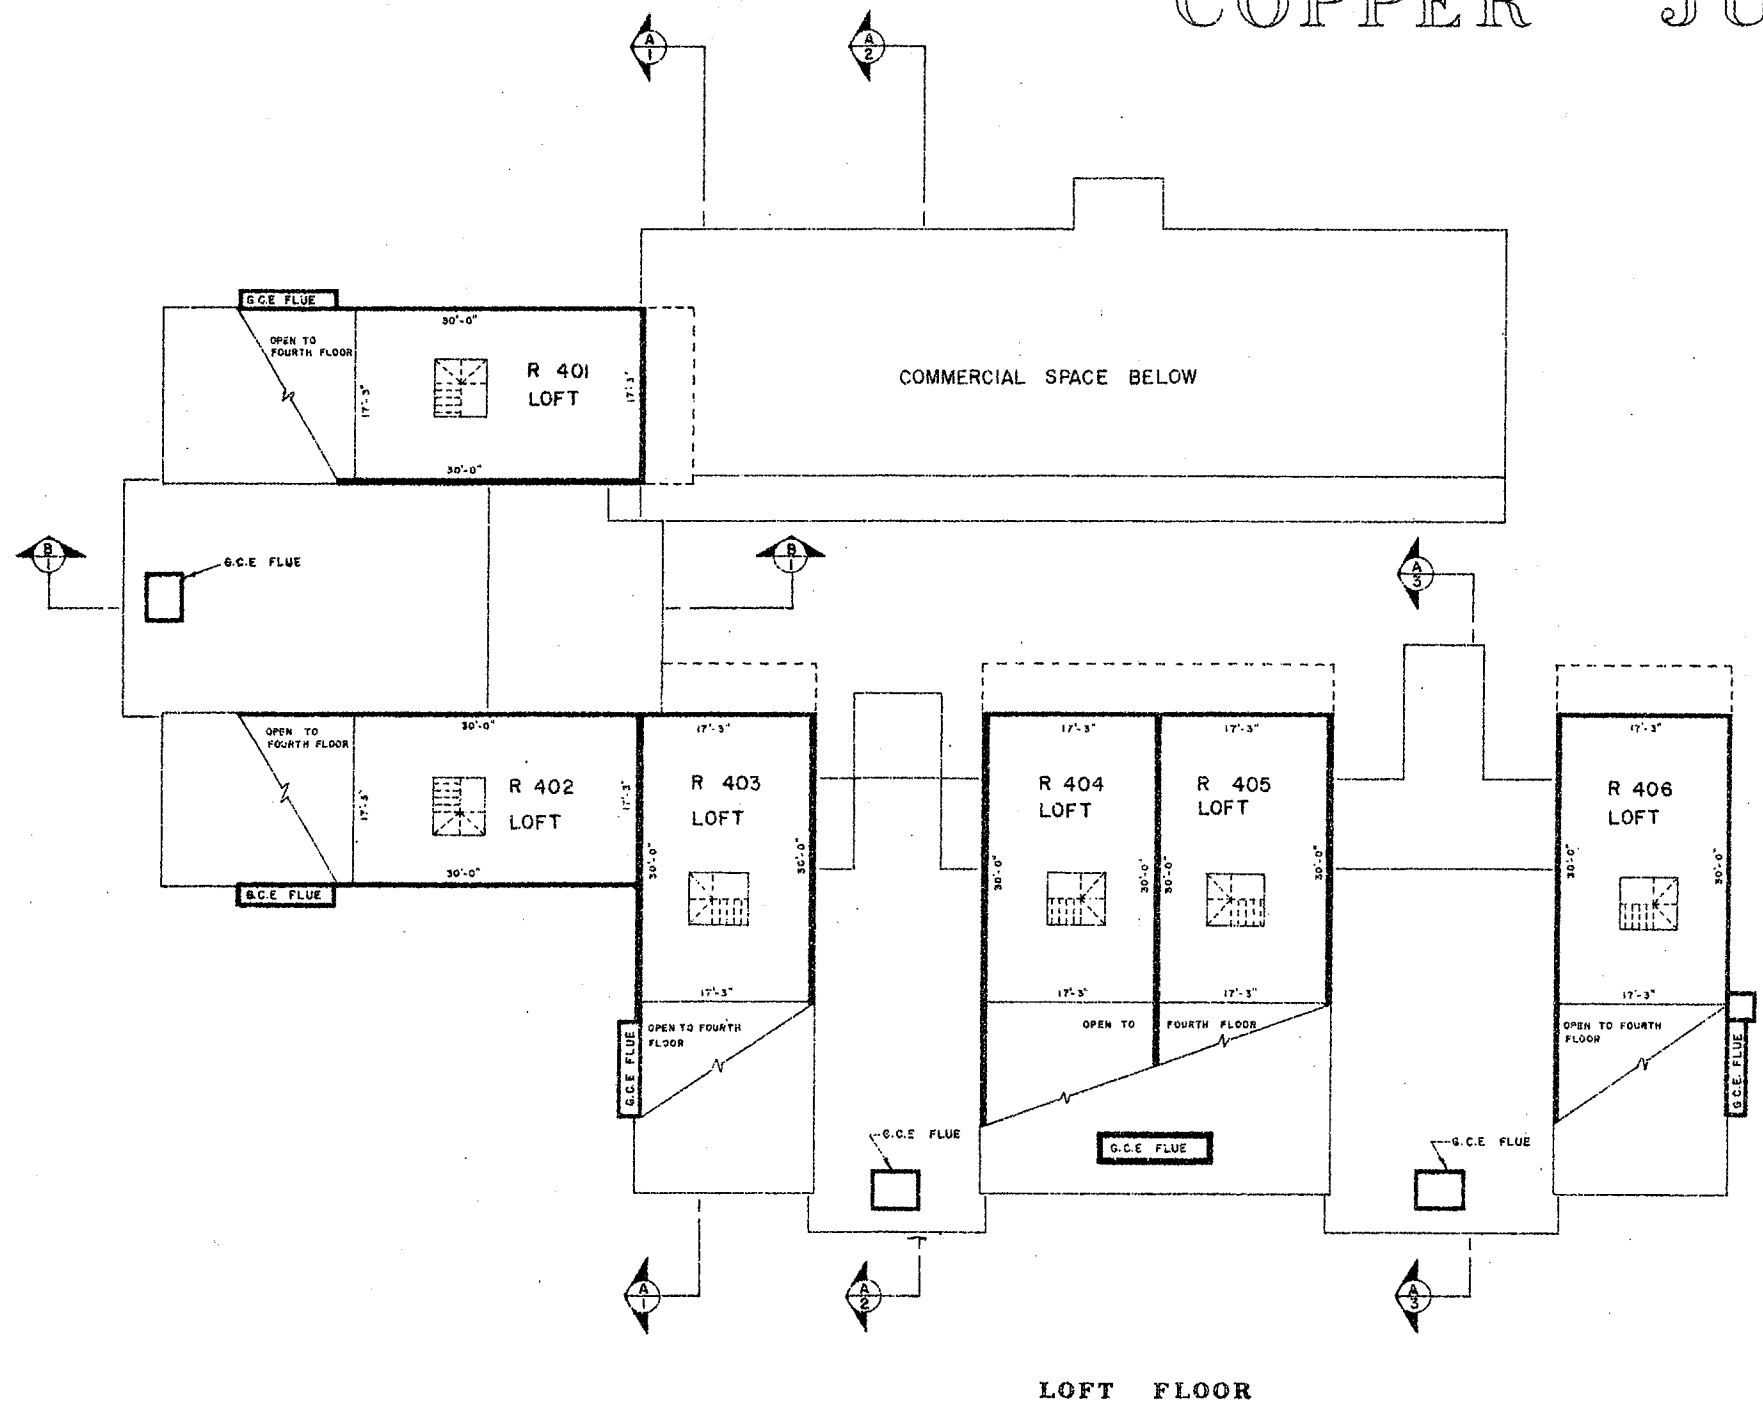 COPPER JU
A
1
A
2
G.C.E FLUE
30'-0"
OPEN TO
FOURTH FLOOR
R 401
LOFT
17'-3"
17'-3"
30'-0"
COMMERCIAL SPACE BELOW
B
1
G.C.E FLUE
B
1
A
3
OPEN TO
FOURTH FLOOR
30'-0"
R 402
LOFT
17'-3"
17'-3"
30'-0"
G.C.E FLUE
17'-3"
R 403
LOFT
30'-0"
30'-0"
17'-3"
OPEN TO FOURTH
FLOOR
G.C.E FLUE
17'-3"
R 404
LOFT
30'-0"
30'-0"
17'-3"
17'-3"
R 405
LOFT
30'-0"
30'-0"
17'-3"
OPEN TO FOURTH FLOOR
G.C.E FLUE
G.C.E FLUE
17'-3"
R 406
LOFT
30'-0"
30'-0"
17'-3"
OPEN TO FOURTH
FLOOR
G.C.E. FLUE
G.C.E FLUE
A
1
A
2
A
3
LOFT FLOOR